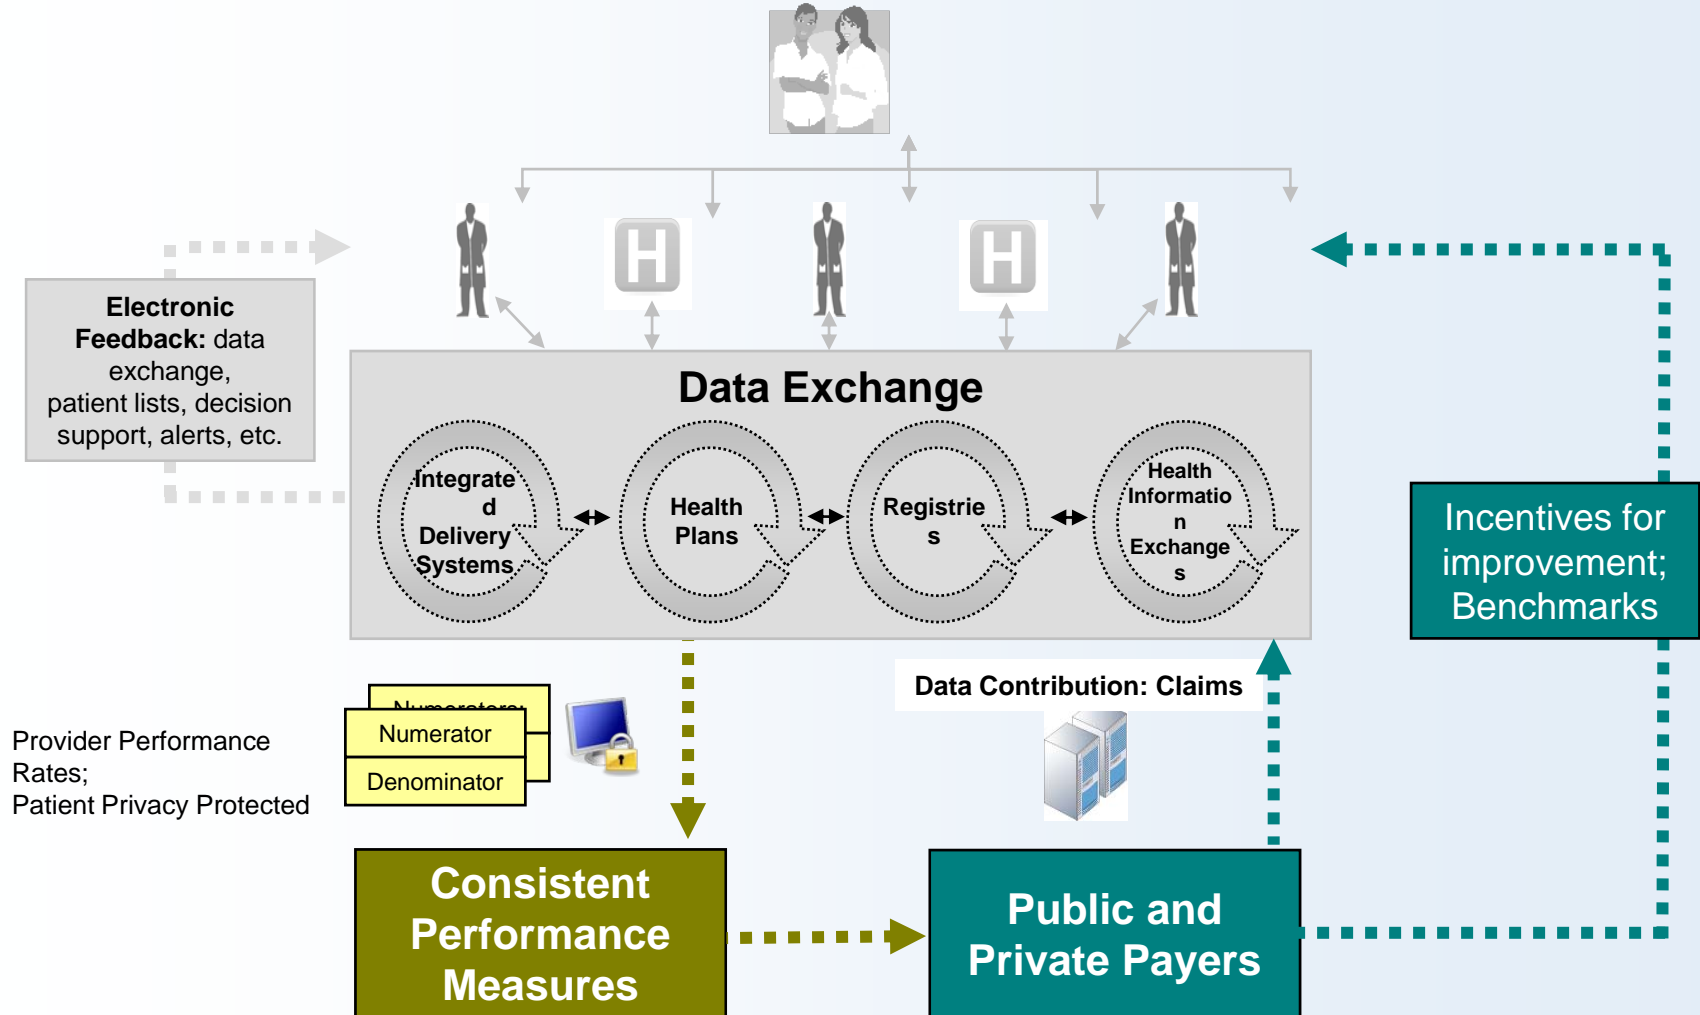 Electronic
Feedback: data
exchange,
patient lists, decision
support, alerts, etc.
Data Exchange
Integrate
d
Delivery
Systems
Health
Plans
Registrie
s
Health
Informatio
n
Exchange
s
Incentives for
improvement;
Benchmarks
Data Contribution: Claims
Provider Performance
Rates;
Patient Privacy Protected
Numerator
Denominator
Consistent
Performance
Measures
Public and
Private Payers
H
H